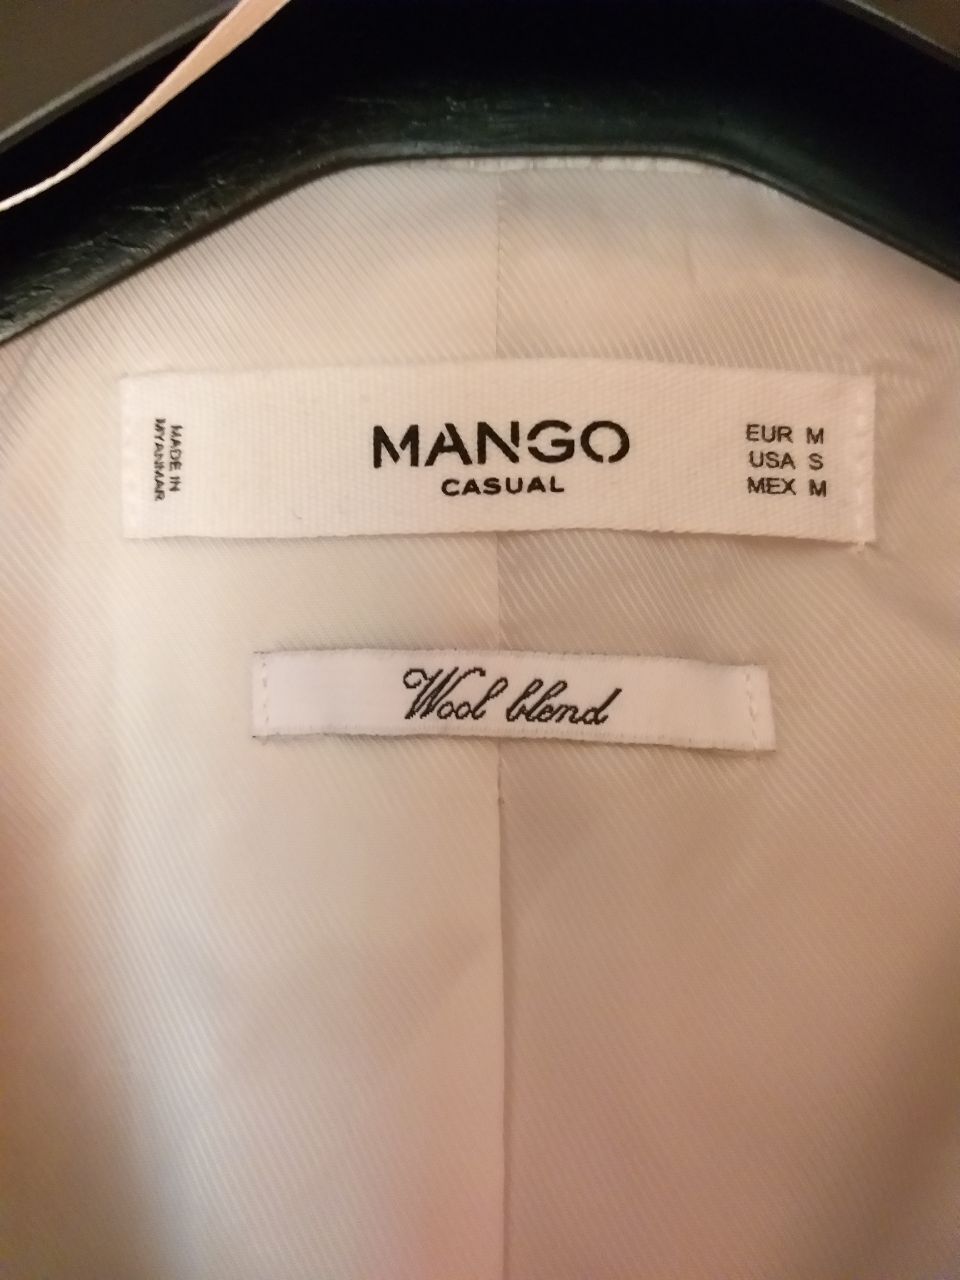 MADE IN
MYANMAR
MANGO
CASUAL
EUR M
USA S
MEX M
Wool blend